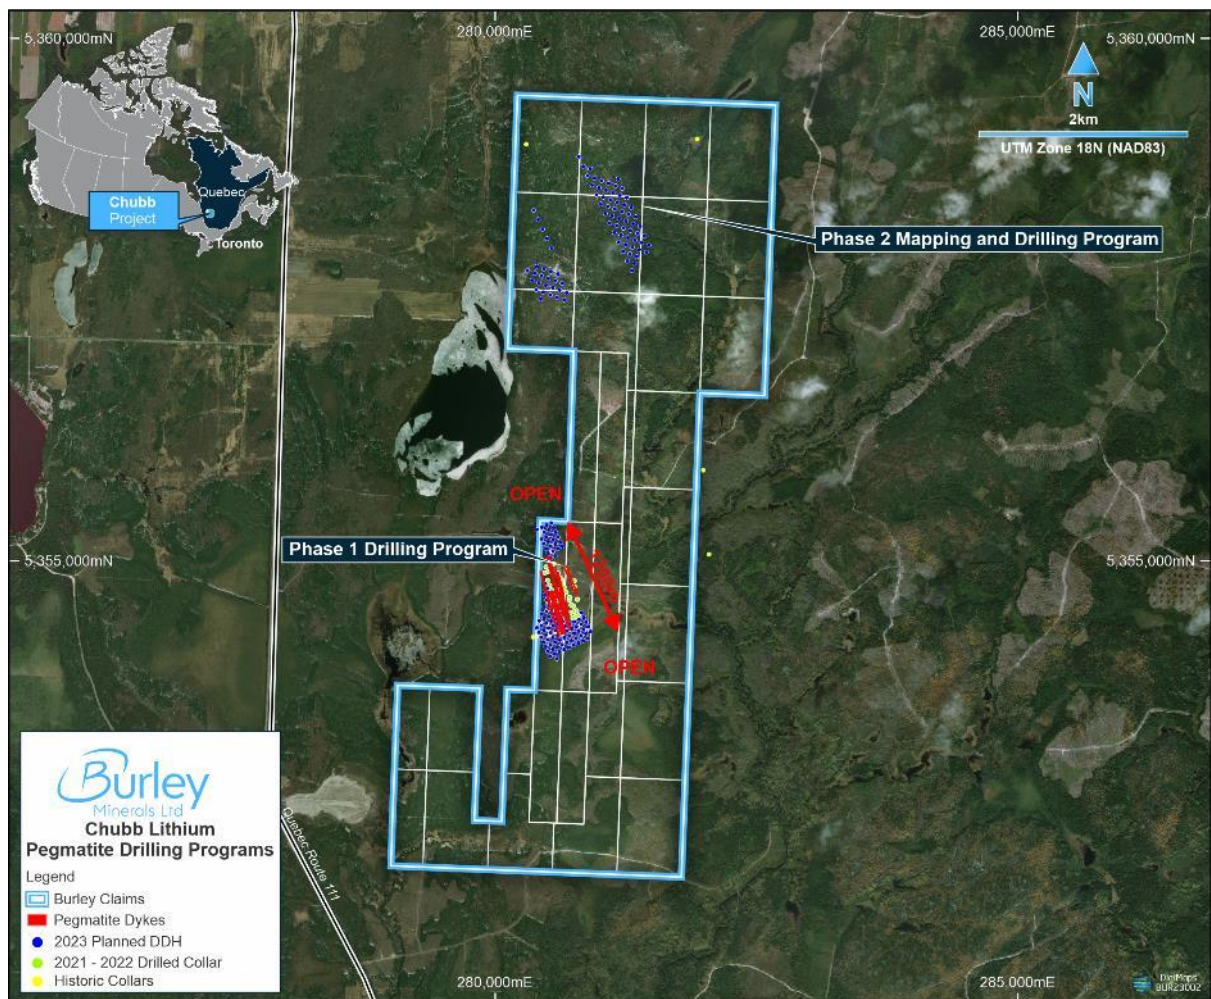 280,000mE
285,000mE
5,360,000mN
5,360,000mN
N
2km
UTM Zone 18N (NAD83)
Quebec
Chubb
Project
Toronto
Phase 2 Mapping and Drilling Program
OPEN
Phase 1 Drilling Program
5,355,000mN
5,355,000mN
OPEN
Burley
Minerals Ltd
Chubb Lithium
Pegmatite Drilling Programs
Legend
Burley Claims
Pegmatite Dykes
2023 Planned DDH
2021 - 2022 Drilled Collar
Historic Collars
Quebec Route 111
280,000mE
285,000mE
DigiMaps
BUR23002